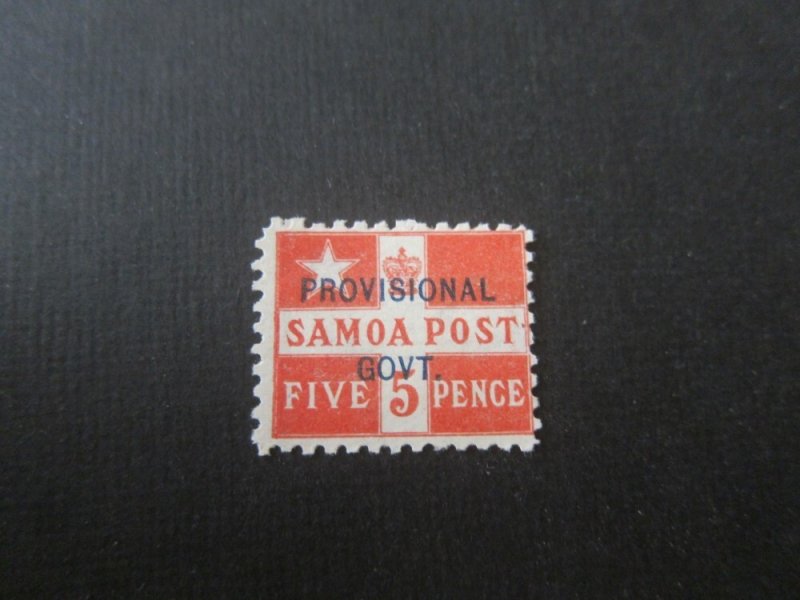 PROVISIONAL
SAMOA POST
GOVT.
FIVE 5 PENCE